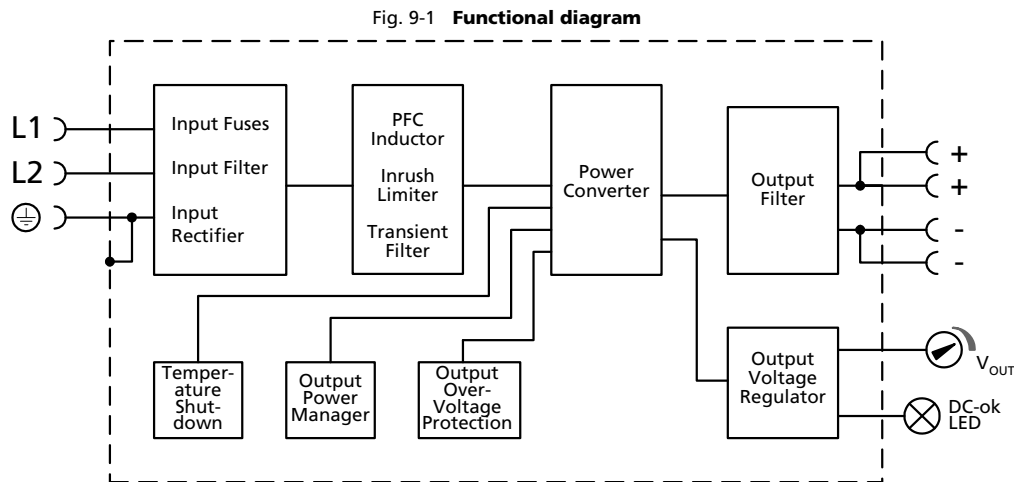 Fig. 9-1 Functional diagram
L1
L2
Input Fuses
Input Filter
Input
Rectifier
PFC
Inductor
Inrush
Limiter
Transient
Filter
Power
Converter
Output
Filter
+
+
-
-
Temper-
ature
Shut-
down
Output
Power
Manager
Output
Over-
Voltage
Protection
Output
Voltage
Regulator
VOUT
DC-ok
LED